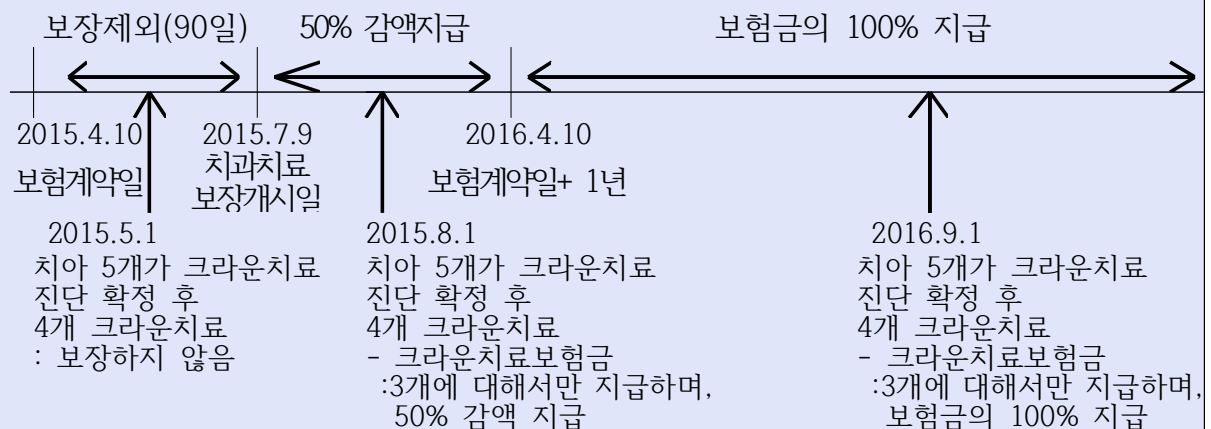 보장제외(90일) 50% 감액지급 보험금의 100% 지급
2015.4.10 2015.7.9 2016.4.10
보험계약일 치과치료 보장개시일 보험계약일+ 1년
2015.5.1
치아 5개가 크라운치료
진단 확정 후
4개 크라운치료
: 보장하지 않음
2015.8.1
치아 5개가 크라운치료
진단 확정 후
4개 크라운치료
- 크라운치료보험금
:3개에 대해서만 지급하며,
50% 감액 지급
2016.9.1
치아 5개가 크라운치료
진단 확정 후
4개 크라운치료
- 크라운치료보험금
:3개에 대해서만 지급하며,
보험금의 100% 지급